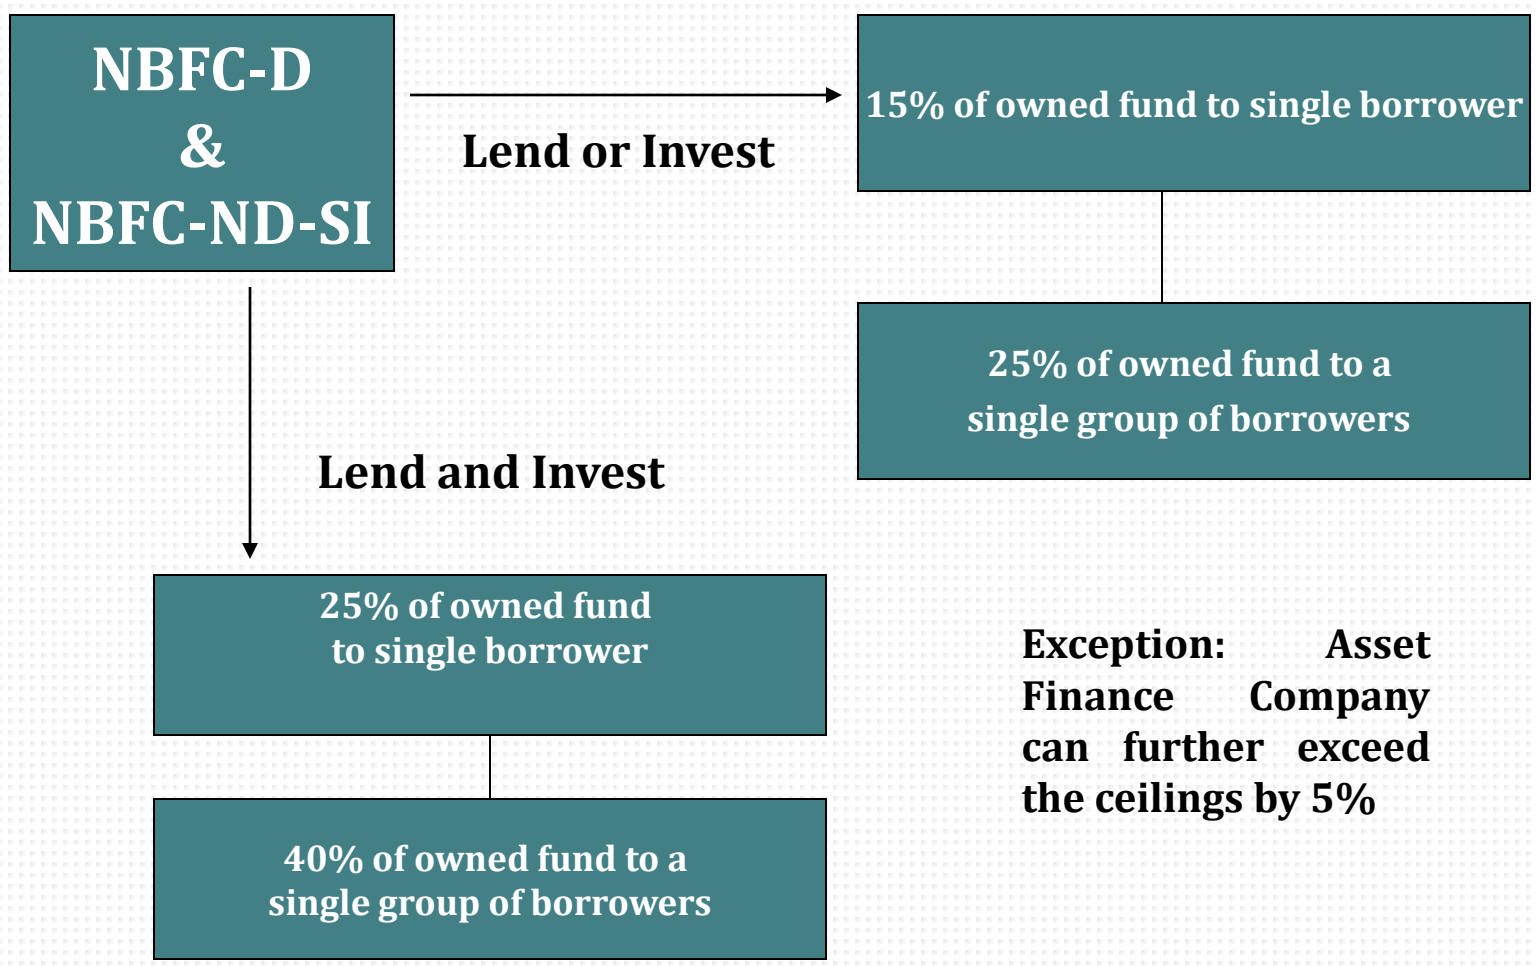 NBFC-D
&
NBFC-ND-SI
Lend or Invest
15% of owned fund to single borrower
25% of owned fund to a
single group of borrowers
Lend and Invest
25% of owned fund
to single borrower
40% of owned fund to a
single group of borrowers
Exception: Asset
Finance Company
can further exceed
the ceilings by 5%